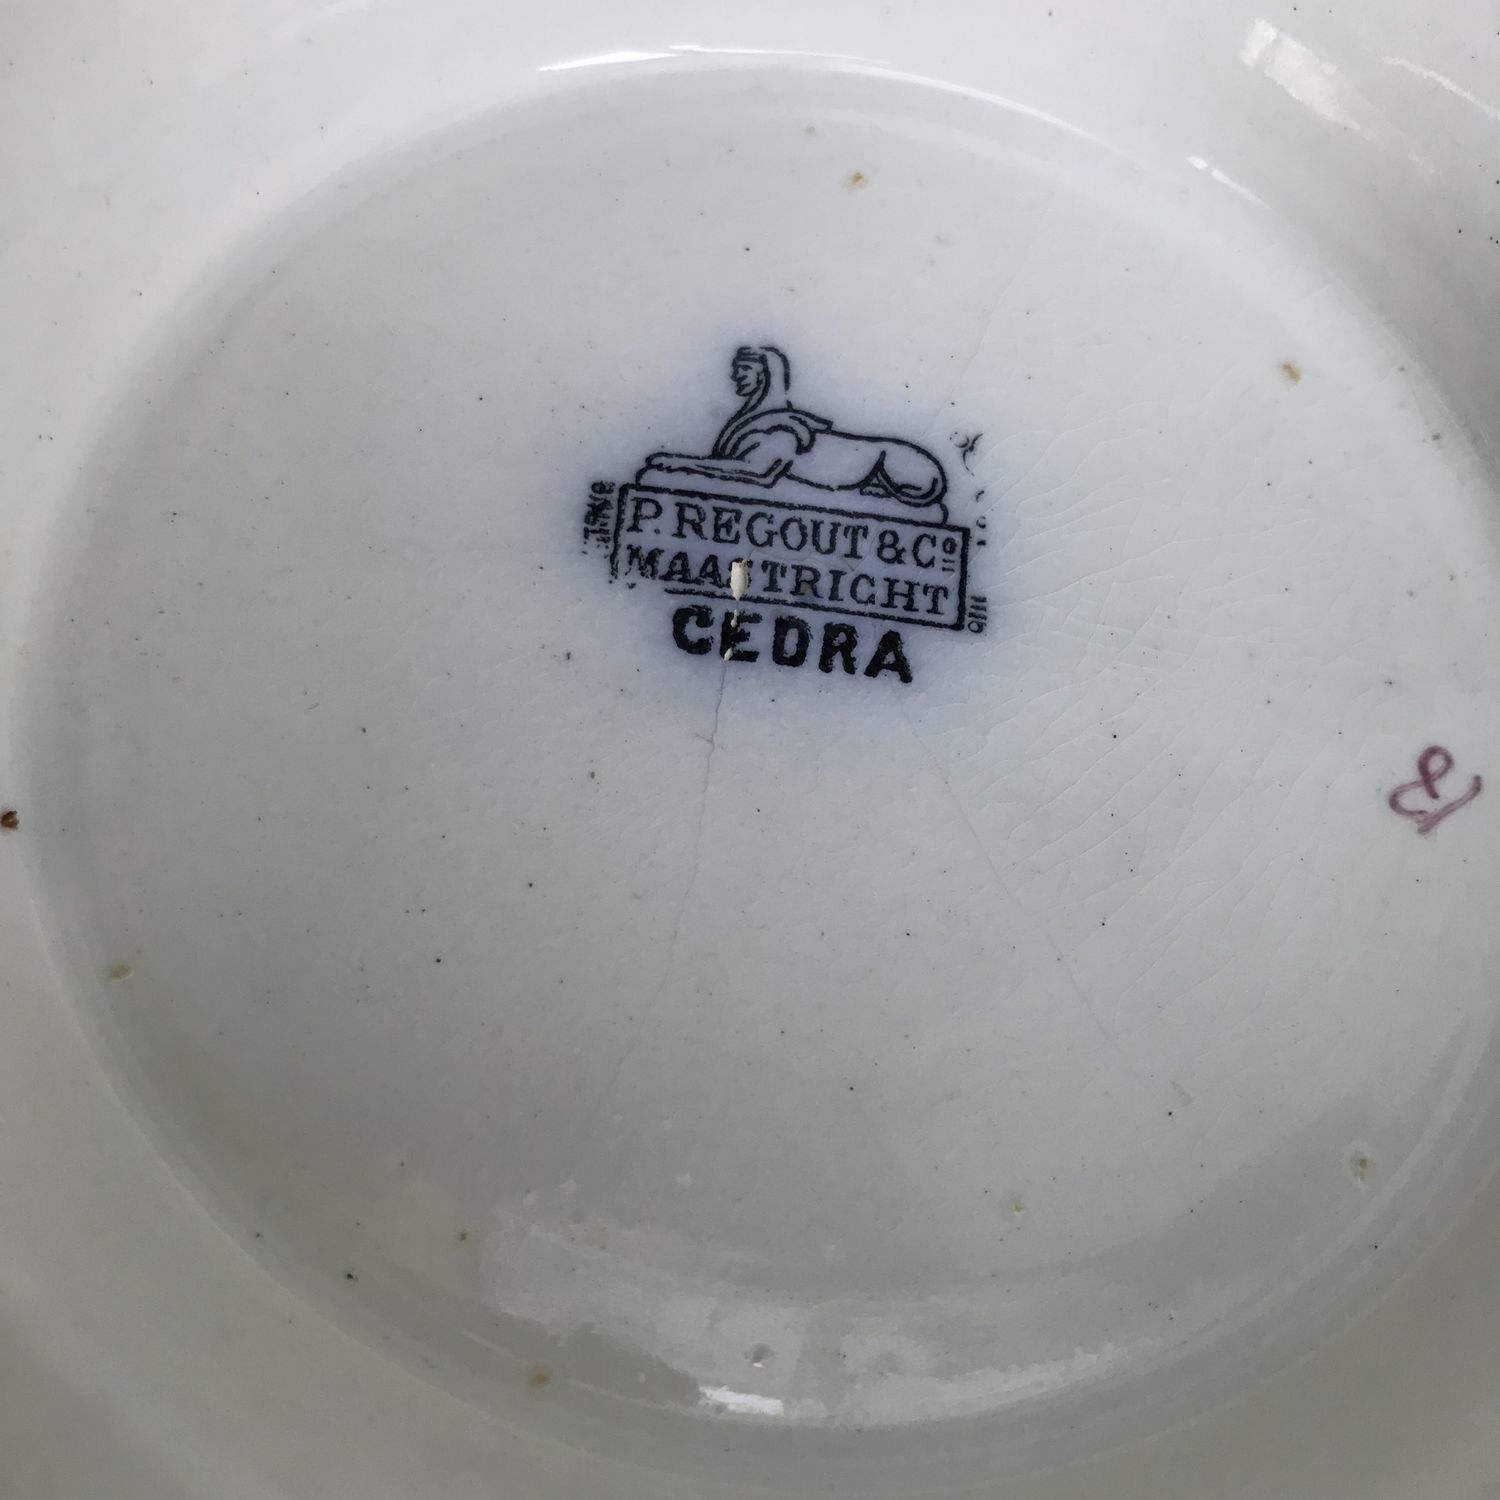 P. REGOUT & Cº
MAASTRICHT
CEDRA